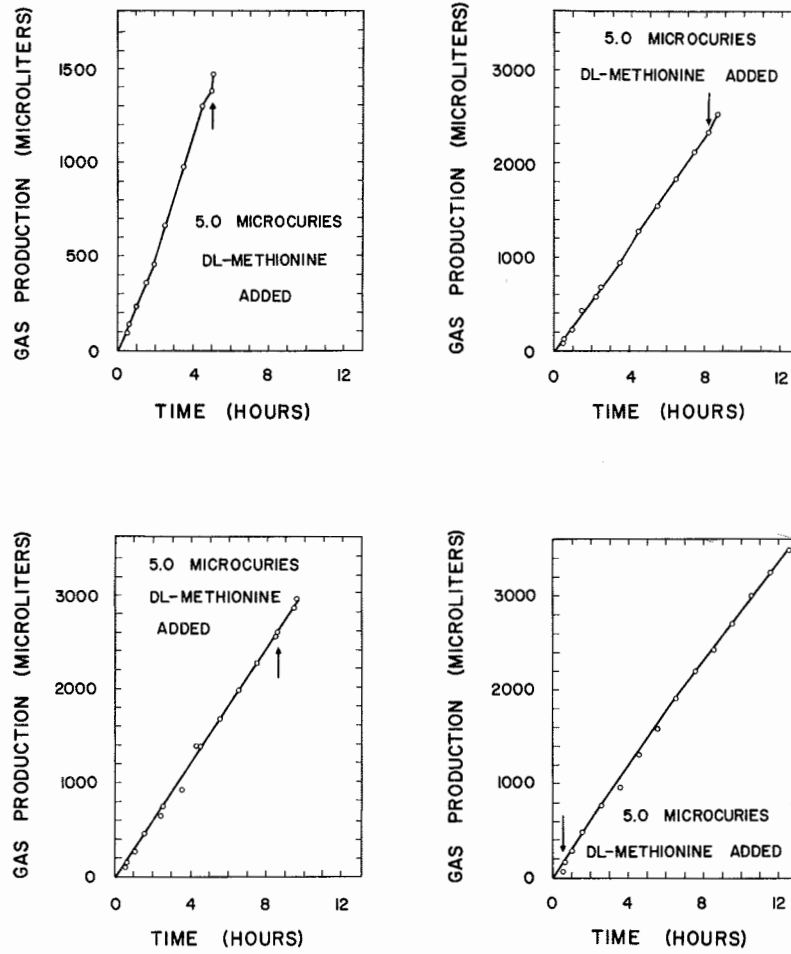 GAS PRODUCTION (MICROLITERS)
1500
1000
500
0
5.0 MICROCURIES
DL-METHIONINE
ADDED
0 4 8 12
TIME (HOURS)
GAS PRODUCTION (MICROLITERS)
3000
2000
1000
0
5.0 MICROCURIES
DL-METHIONINE ADDED
0 4 8 12
TIME (HOURS)
GAS PRODUCTION (MICROLITERS)
3000
2000
1000
0
5.0 MICROCURIES
DL-METHIONINE
ADDED
0 4 8 12
TIME (HOURS)
GAS PRODUCTION (MICROLITERS)
3000
2000
1000
0
5.0 MICROCURIES
DL-METHIONINE ADDED
0 4 8 12
TIME (HOURS)